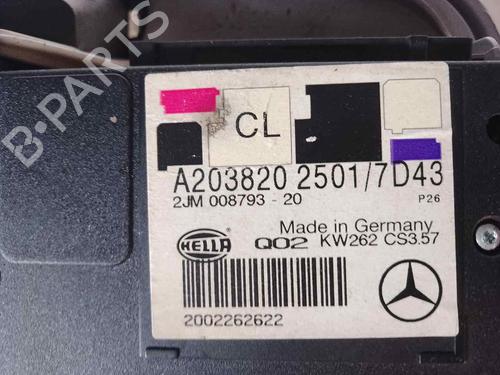 B-PARTS
CL
A203820 2501/7D43
2JM 008793 - 20 P26
Made in Germany
HELLA Q02 KW262 CS3.57
2002262622